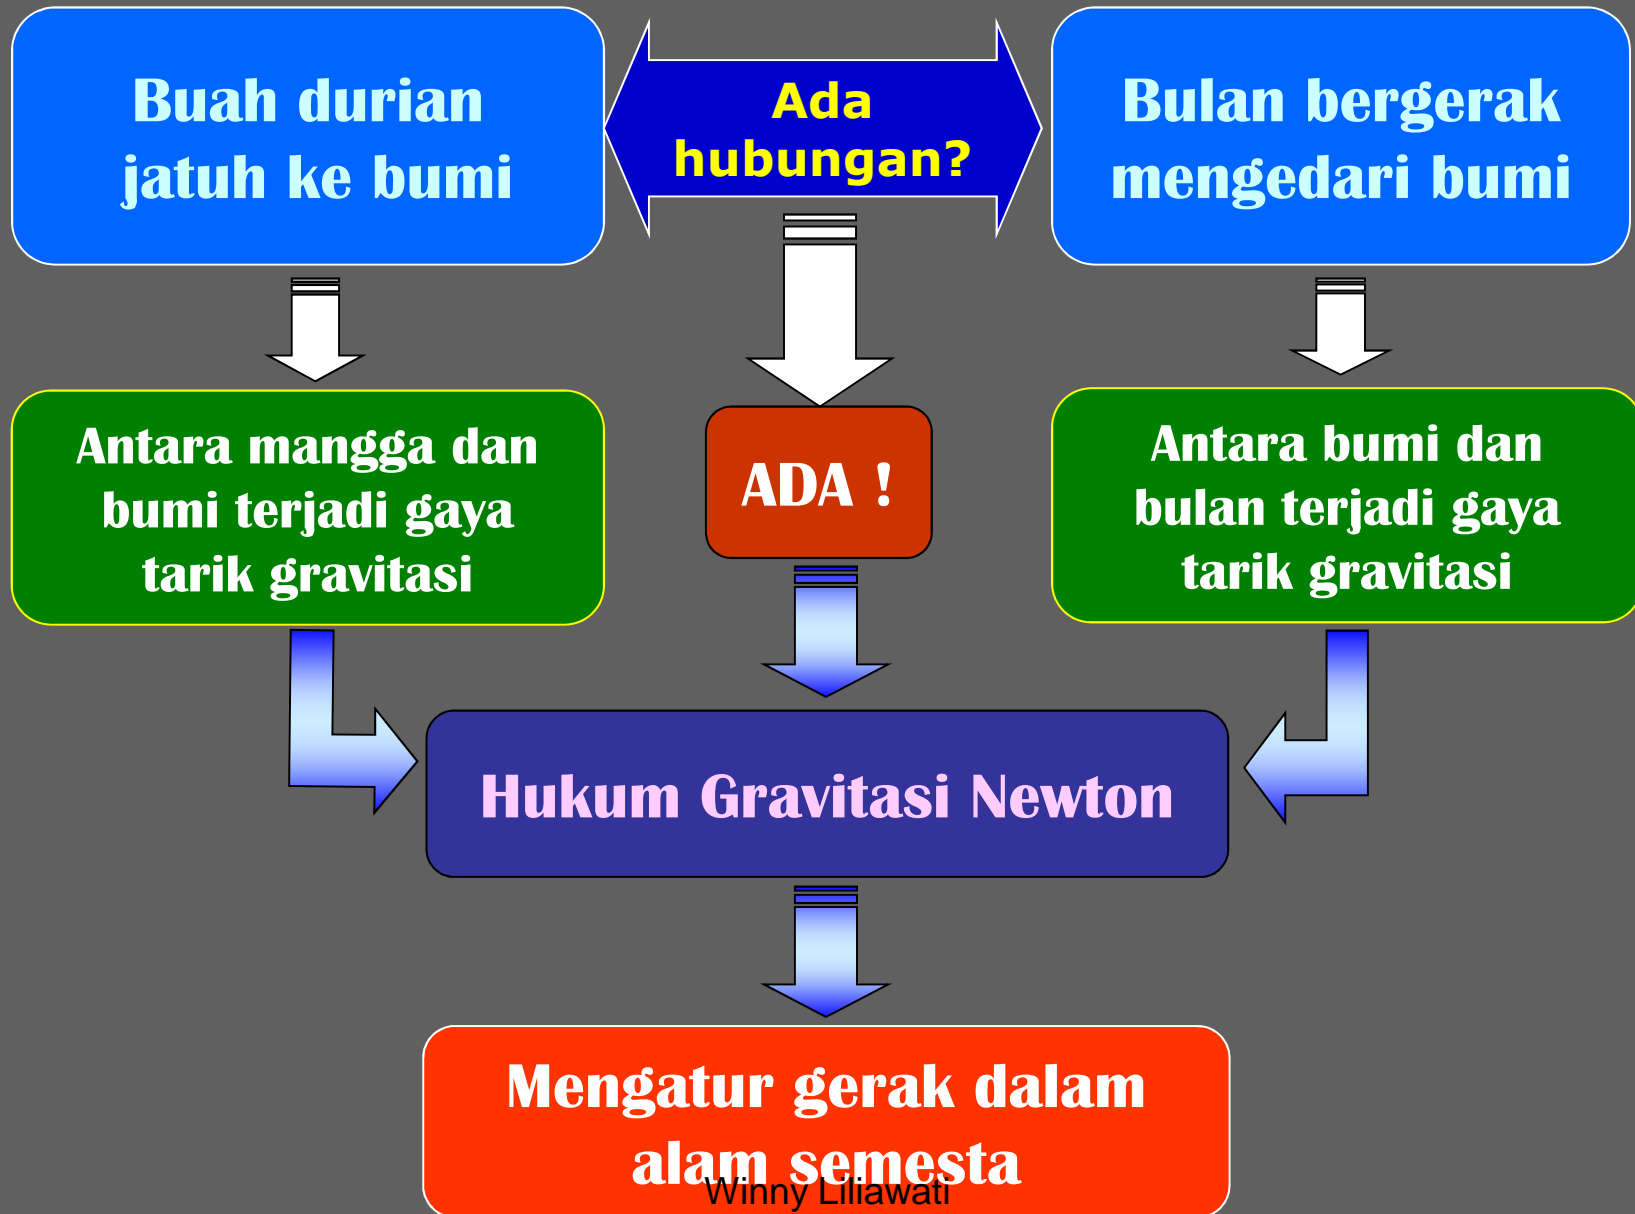 Buah durian
jatuh ke bumi
Ada
hubungan?
Bulan bergerak
mengedari bumi
Antara mangga dan
bumi terjadi gaya
tarik gravitasi
ADA !
Antara bumi dan
bulan terjadi gaya
tarik gravitasi
Hukum Gravitasi Newton
Mengatur gerak dalam
alam semesta
Winny Liliawati